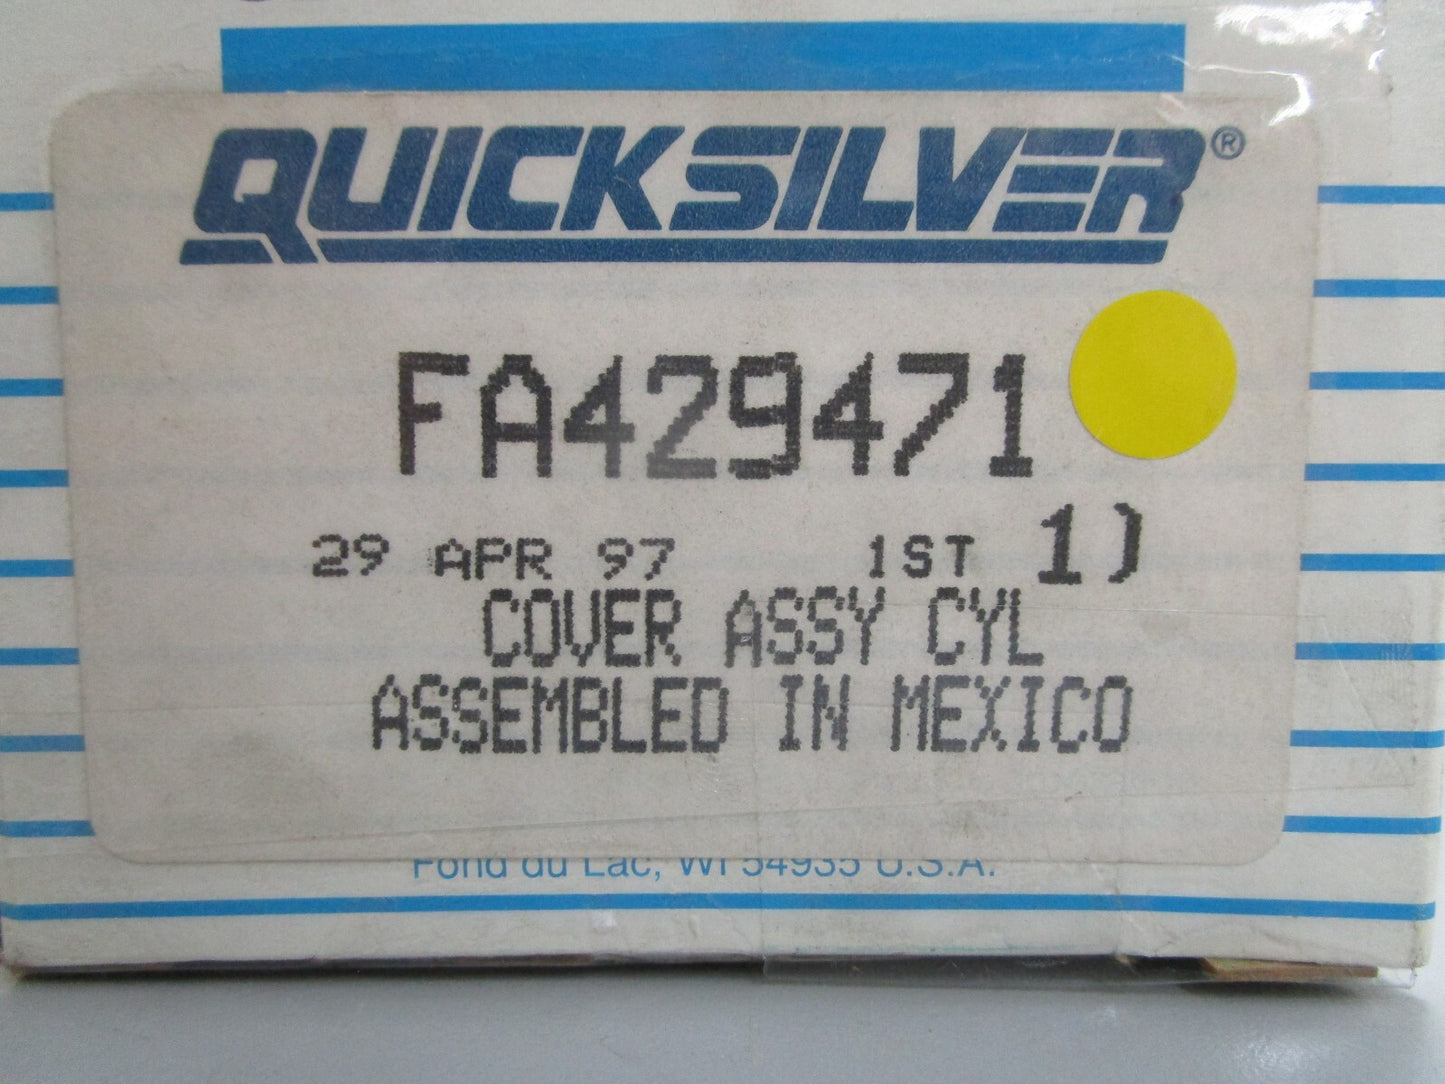 QUICKSILVER®
FA429471
29 APR 97 1ST 1)
COVER ASSY CYL
ASSEMBLED IN MEXICO
Fond du Lac, WI 54935 U.S.A.